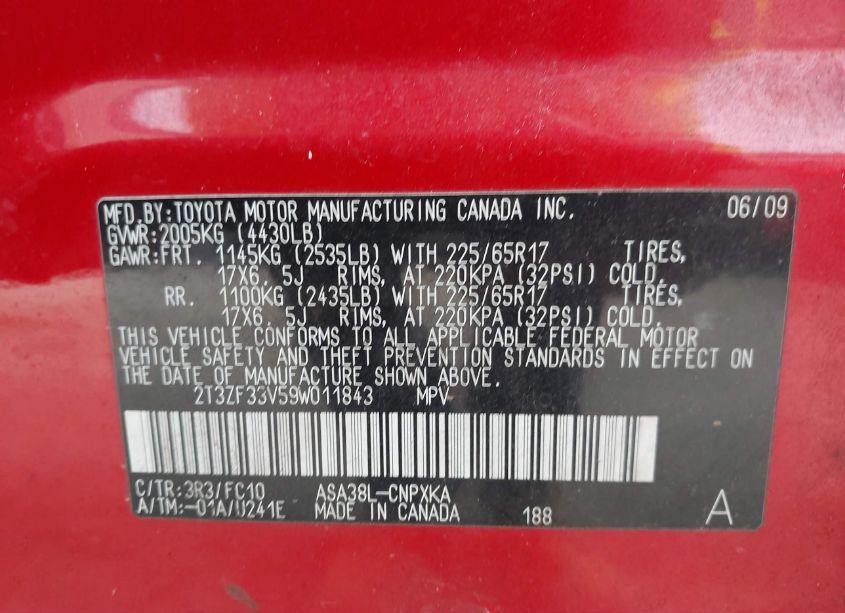 MFD.BY:TOYOTA MOTOR MANUFACTURING CANADA INC. 06/09
GVWR:2005KG (4430LB)
GAWR:FRT. 1145KG (2535LB) WITH 225/65R17 TIRES,
17X6.5J RIMS, AT 220KPA (32PSI) COLD,
RR. 1100KG (2435LB) WITH 225/65R17 TIRES,
17X6.5J RIMS, AT 220KPA (32PSI) COLD.
THIS VEHICLE CONFORMS TO ALL APPLICABLE FEDERAL MOTOR
VEHICLE SAFETY AND THEFT PREVENTION STANDARDS IN EFFECT ON
THE DATE OF MANUFACTURE SHOWN ABOVE.
2T3ZF33V59W011843 MPV
C/TR:3R3/FC10 ASA38L-CNPXKA
A/TM:-01A/U241E MADE IN CANADA 188 A